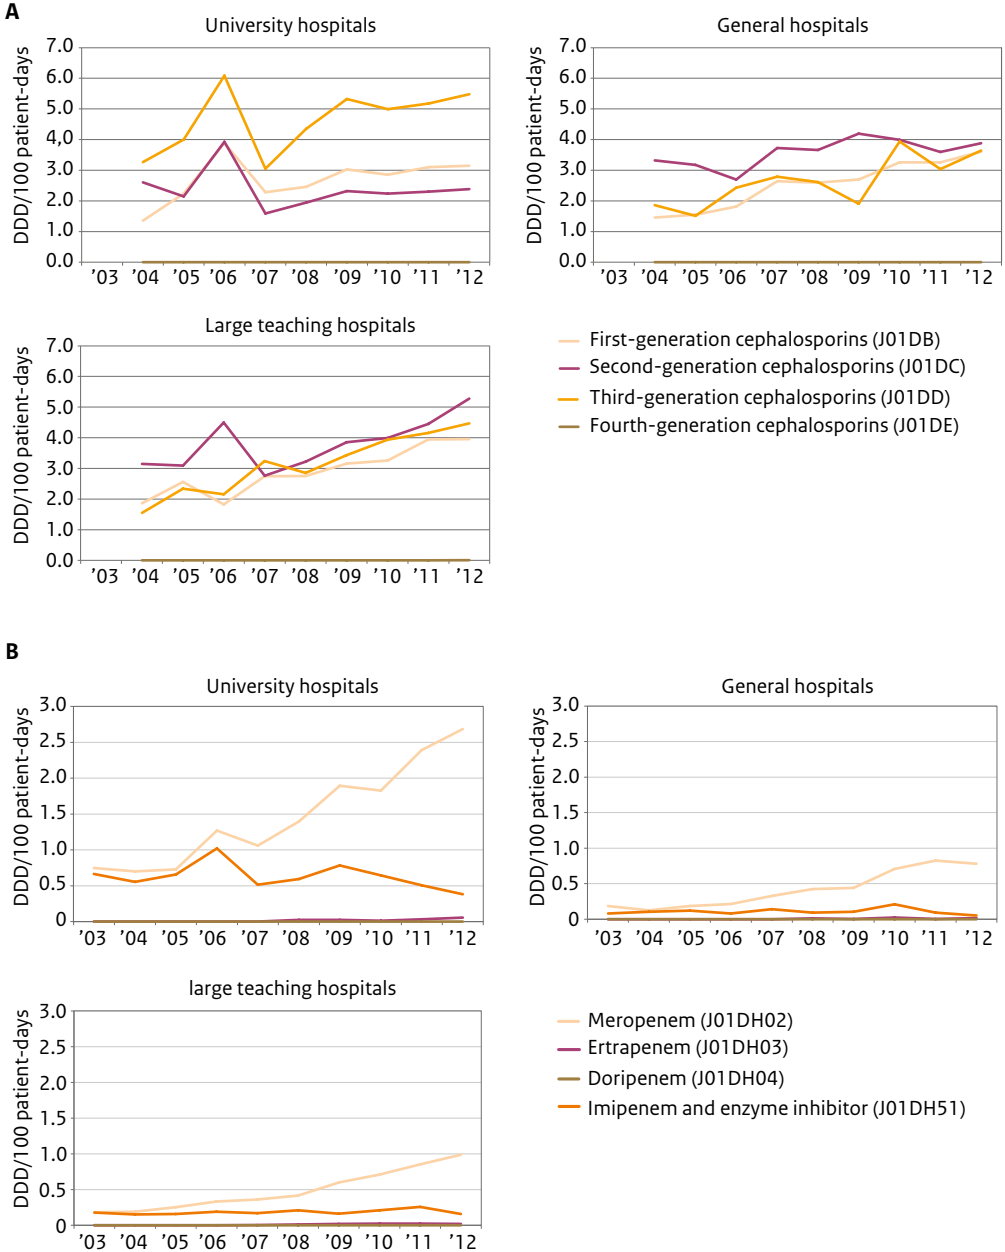 A
University hospitals
DDD/100 patient-days
7.0
6.0
5.0
4.0
3.0
2.0
1.0
0.0
’03 ’04 ’05 ’06 ’07 ’08 ’09 ’10 ’11 ’12
General hospitals
DDD/100 patient-days
7.0
6.0
5.0
4.0
3.0
2.0
1.0
0.0
’03 ’04 ’05 ’06 ’07 ’08 ’09 ’10 ’11 ’12
Large teaching hospitals
DDD/100 patient-days
7.0
6.0
5.0
4.0
3.0
2.0
1.0
0.0
’03 ’04 ’05 ’06 ’07 ’08 ’09 ’10 ’11 ’12
First-generation cephalosporins (J01DB)
Second-generation cephalosporins (J01DC)
Third-generation cephalosporins (J01DD)
Fourth-generation cephalosporins (J01DE)
B
University hospitals
DDD/100 patient-days
3.0
2.5
2.0
1.5
1.0
0.5
0
’03 ’04 ’05 ’06 ’07 ’08 ’09 ’10 ’11 ’12
General hospitals
DDD/100 patient-days
3.0
2.5
2.0
1.5
1.0
0.5
0
’03 ’04 ’05 ’06 ’07 ’08 ’09 ’10 ’11 ’12
large teaching hospitals
DDD/100 patient-days
3.0
2.5
2.0
1.5
1.0
0.5
0
’03 ’04 ’05 ’06 ’07 ’08 ’09 ’10 ’11 ’12
Meropenem (J01DH02)
Ertrapenem (J01DH03)
Doripenem (J01DH04)
Imipenem and enzyme inhibitor (J01DH51)